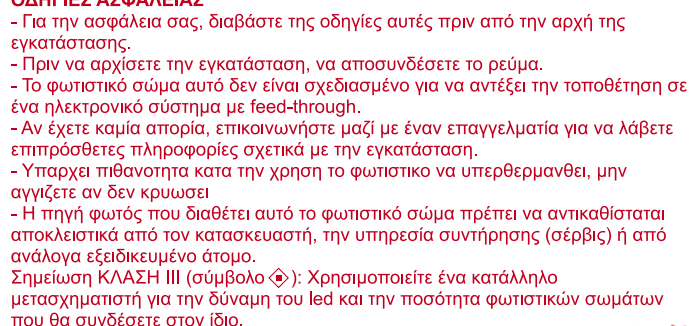 ΟΔΗΓΙΕΣ ΑΣΦΑΛΕΙΑΣ
- Για την ασφάλεια σας, διαβάστε της οδηγίες αυτές πριν από την αρχή της
εγκατάστασης.
- Πριν να αρχίσετε την εγκατάσταση, να αποσυνδέσετε το ρεύμα.
- Το φωτιστικό σώμα αυτό δεν είναι σχεδιασμένο για να αντέξει την τοποθέτηση σε
ένα ηλεκτρονικό σύστημα με feed-through.
- Αν έχετε καμία απορία, επικοινωνήστε μαζί με έναν επαγγελματία για να λάβετε
επιπρόσθετες πληροφορίες σχετικά με την εγκατάσταση.
- Υπαρχει πιθανοτητα κατα την χρηση το φωτιστικο να υπερθερμανθει, μην
αγγιζετε αν δεν κρυωσει
- Η πηγή φωτός που διαθέτει αυτό το φωτιστικό σώμα πρέπει να αντικαθίσταται
αποκλειστικά από τον κατασκευαστή, την υπηρεσία συντήρησης (σέρβις) ή από
ανάλογα εξειδικευμένο άτομο.
Σημείωση ΚΛΑΣΗ III (σύμβολο ): Χρησιμοποιείτε ένα κατάλληλο
μετασχηματιστή για την δύναμη του led και την ποσότητα φωτιστικών σωμάτων
που θα συνδέσετε στον ίδιο.